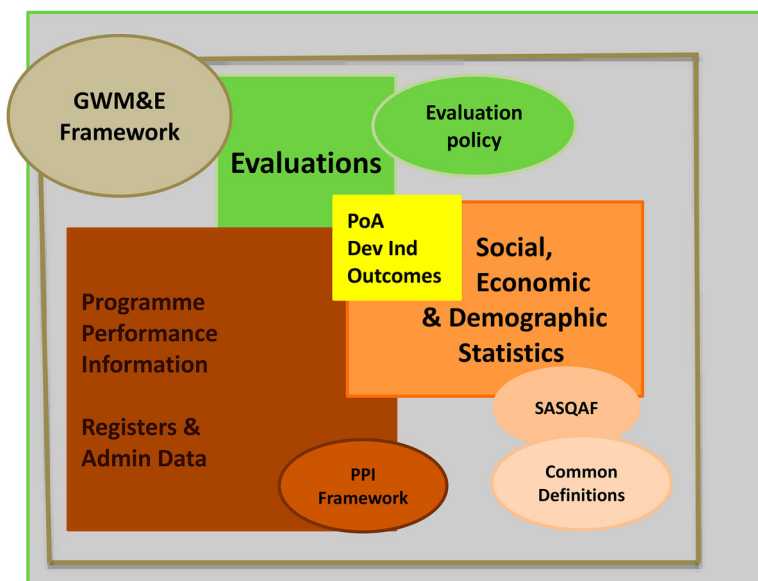 GWM&E
Framework
Evaluations
Evaluation
policy
PoA
Dev Ind
Outcomes
Social,
Economic
& Demographic
Statistics
Programme
Performance
Information
Registers &
Admin Data
SASQAF
PPI
Framework
Common
Definitions